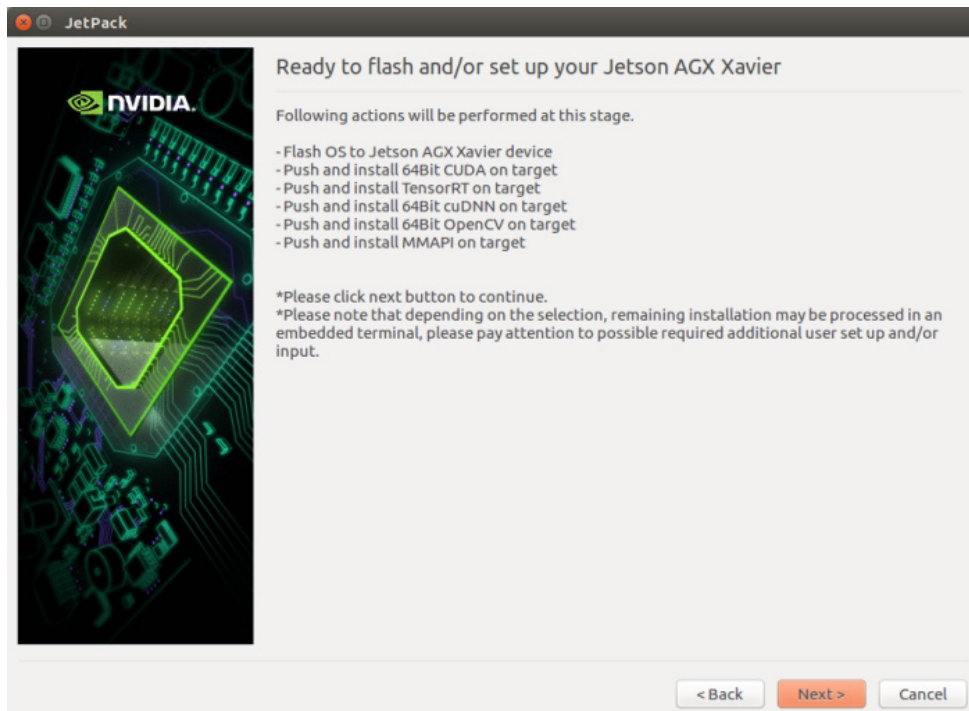 JetPack
NVIDIA.
Ready to flash and/or set up your Jetson AGX Xavier
Following actions will be performed at this stage.
- Flash OS to Jetson AGX Xavier device
- Push and install 64Bit CUDA on target
- Push and install TensorRT on target
- Push and install 64Bit cuDNN on target
- Push and install 64Bit OpenCV on target
- Push and install MMAPI on target
*Please click next button to continue.
*Please note that depending on the selection, remaining installation may be processed in an
embedded terminal, please pay attention to possible required additional user set up and/or
input.
< Back
Next >
Cancel